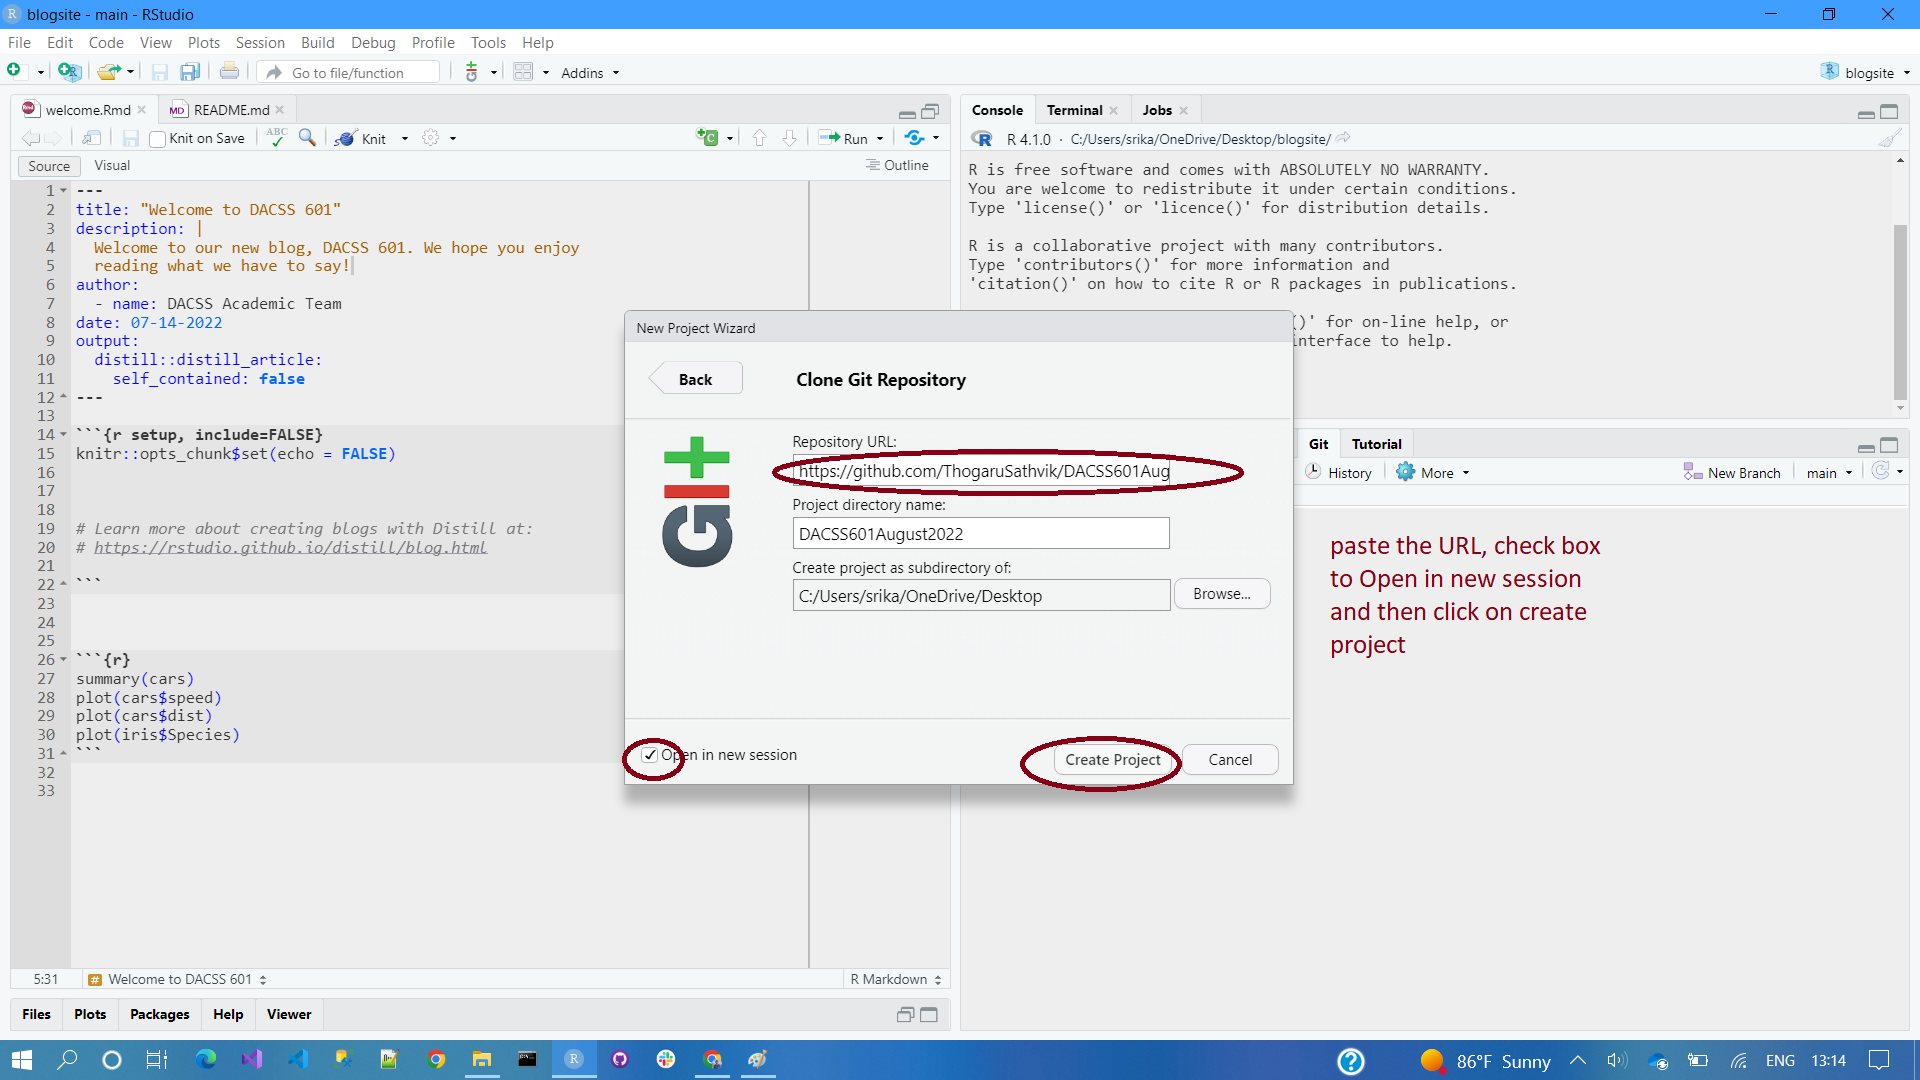 blogsite - main - RStudio
File Edit Code View Plots Session Build Debug Profile Tools Help
Go to file/function Addins blogsite
welcome.Rmd README.md
Knit on Save ABC Knit Run
Source Visual Outline
1 ---
2 title: "Welcome to DACSS 601"
3 description: |
4 Welcome to our new blog, DACSS 601. We hope you enjoy
5 reading what we have to say!
6 author:
7 - name: DACSS Academic Team
8 date: 07-14-2022
9 output:
10 distill::distill_article:
11 self_contained: false
12 ---
13
14 ```{r setup, include=FALSE}
15 knitr::opts_chunk$set(echo = FALSE)
16
17
18
19 # Learn more about creating blogs with Distill at:
20 # https://rstudio.github.io/distill/blog.html
21
22 ```
23
24
25
26 ```{r}
27 summary(cars)
28 plot(cars$speed)
29 plot(cars$dist)
30 plot(iris$Species)
31 ```
32
33
5:31 Welcome to DACSS 601 R Markdown
Files Plots Packages Help Viewer
Console Terminal Jobs
R 4.1.0 · C:/Users/srika/OneDrive/Desktop/blogsite/
R is free software and comes with ABSOLUTELY NO WARRANTY.
You are welcome to redistribute it under certain conditions.
Type 'license()' or 'licence()' for distribution details.
R is a collaborative project with many contributors.
Type 'contributors()' for more information and
'citation()' on how to cite R or R packages in publications.
()' for on-line help, or
interface to help.
Git Tutorial
History More New Branch main
New Project Wizard
Back Clone Git Repository
Git
Repository URL:
https://github.com/ThogaruSathvik/DACSS601Aug
Project directory name:
DACSS601August2022
Create project as subdirectory of:
C:/Users/srika/OneDrive/Desktop Browse...
Open in new session Create Project Cancel
paste the URL, check box
to Open in new session
and then click on create
project
86°F Sunny ENG 13:14